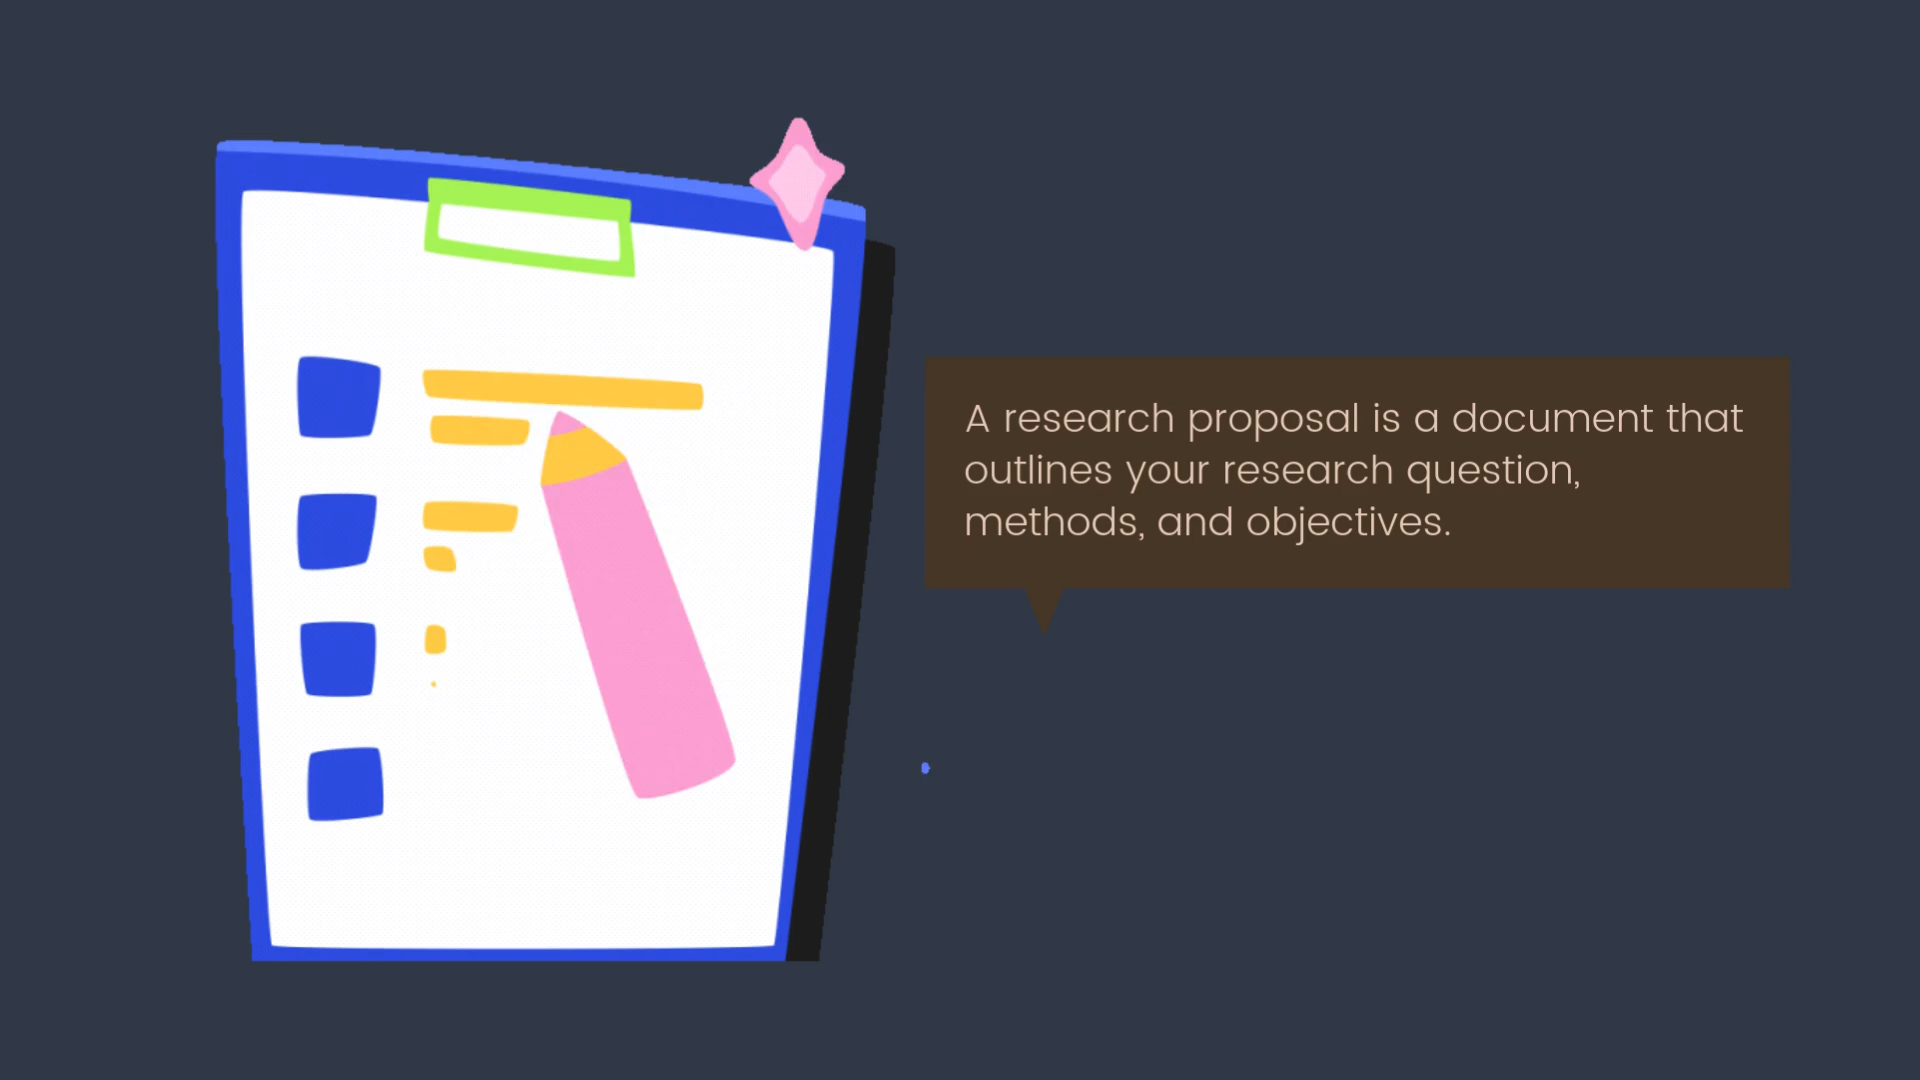 A research proposal is a document that
outlines your research question,
methods, and objectives.